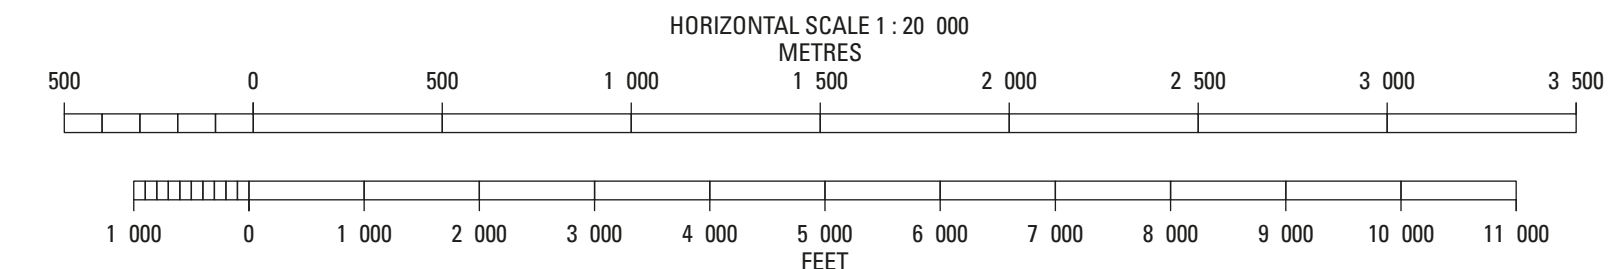 HORIZONTAL SCALE 1 : 20 000
METRES
500 0 500 1 000 1 500 2 000 2 500 3 000 3 500
1 000 0 1 000 2 000 3 000 4 000 5 000 6 000 7 000 8 000 9 000 10 000 11 000
FEET